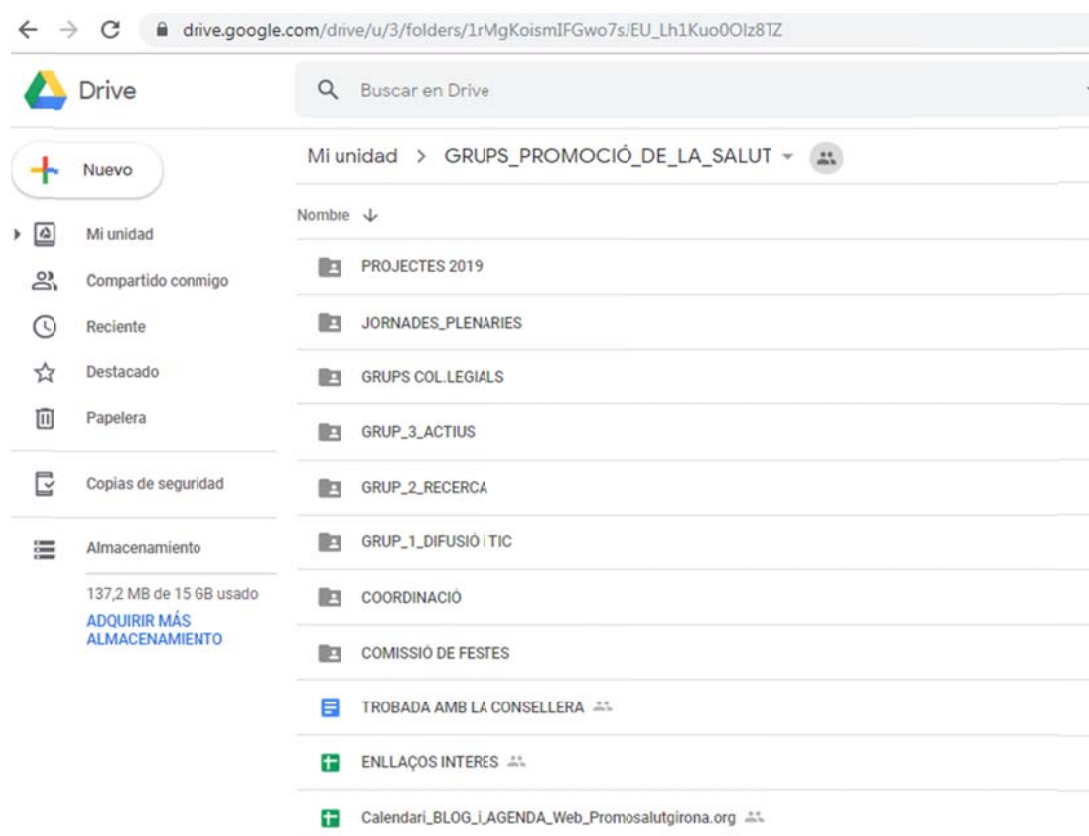 drive.google.com/drive/u/3/folders/1rMgKoismIFGwo7sJEU_Lh1Kuo0Olz8TZ
Drive
Buscar en Drive
Nuevo
Mi unidad > GRUPS_PROMOCIÓ_DE_LA_SALUT
Nombre
Mi unidad
Compartido conmigo
Reciente
Destacado
Papelera
Copias de seguridad
Almacenamiento
137,2 MB de 15 GB usado
ADQUIRIR MÁS
ALMACENAMIENTO
PROJECTES 2019
JORNADES_PLENARIES
GRUPS COL.LEGIALS
GRUP_3_ACTIUS
GRUP_2_RECERCA
GRUP_1_DIFUSIÓ I TIC
COORDINACIÓ
COMISSIÓ DE FESTES
TROBADA AMB LA CONSELLERA
ENLLAÇOS INTERES
Calendari_BLOG_i_AGENDA_Web_Promosalutgirona.org